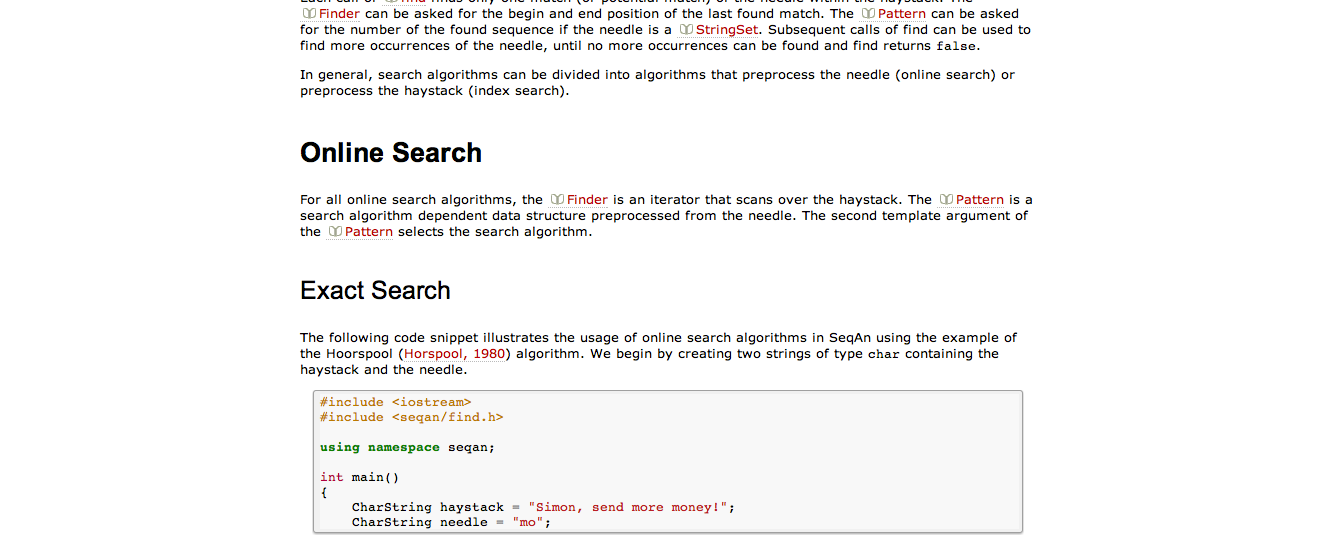 Finder can be asked for the begin and end position of the last found match. The Pattern can be asked
for the number of the found sequence if the needle is a StringSet. Subsequent calls of find can be used to
find more occurrences of the needle, until no more occurrences can be found and find returns false.
In general, search algorithms can be divided into algorithms that preprocess the needle (online search) or
preprocess the haystack (index search).
Online Search
For all online search algorithms, the Finder is an iterator that scans over the haystack. The Pattern is a
search algorithm dependent data structure preprocessed from the needle. The second template argument of
the Pattern selects the search algorithm.
Exact Search
The following code snippet illustrates the usage of online search algorithms in SeqAn using the example of
the Hoorspool (Horspool, 1980) algorithm. We begin by creating two strings of type char containing the
haystack and the needle.
#include <iostream>
#include <seqan/find.h>
using namespace seqan;
int main()
{
    CharString haystack = "Simon, send more money!";
    CharString needle = "mo";